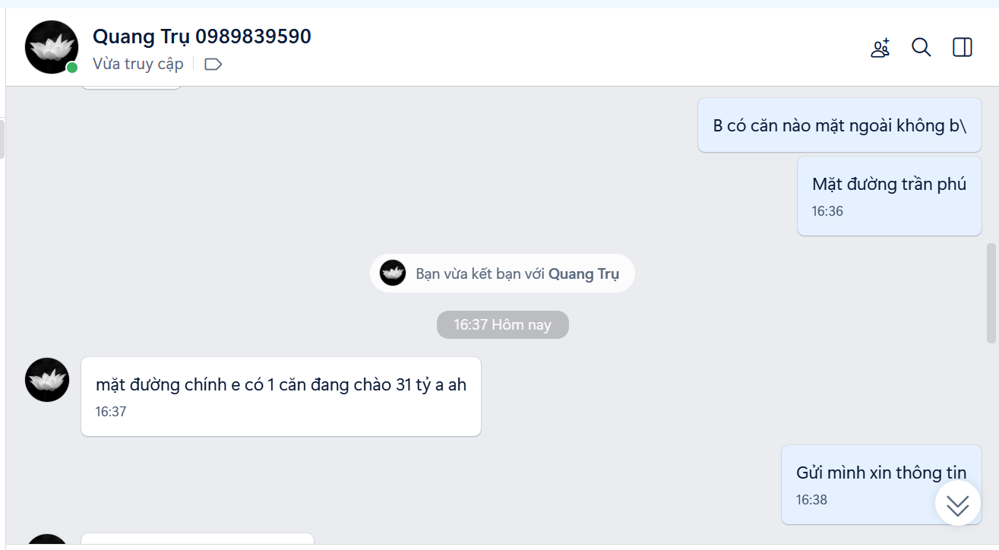 Quang Trụ 0989839590
Vừa truy cập
B có căn nào mặt ngoài không b\
Mặt đường trần phú
16:36
Bạn vừa kết bạn với Quang Trụ
16:37 Hôm nay
mặt đường chính e có 1 căn đang chào 31 tỷ a ah
16:37
Gửi mình xin thông tin
16:38